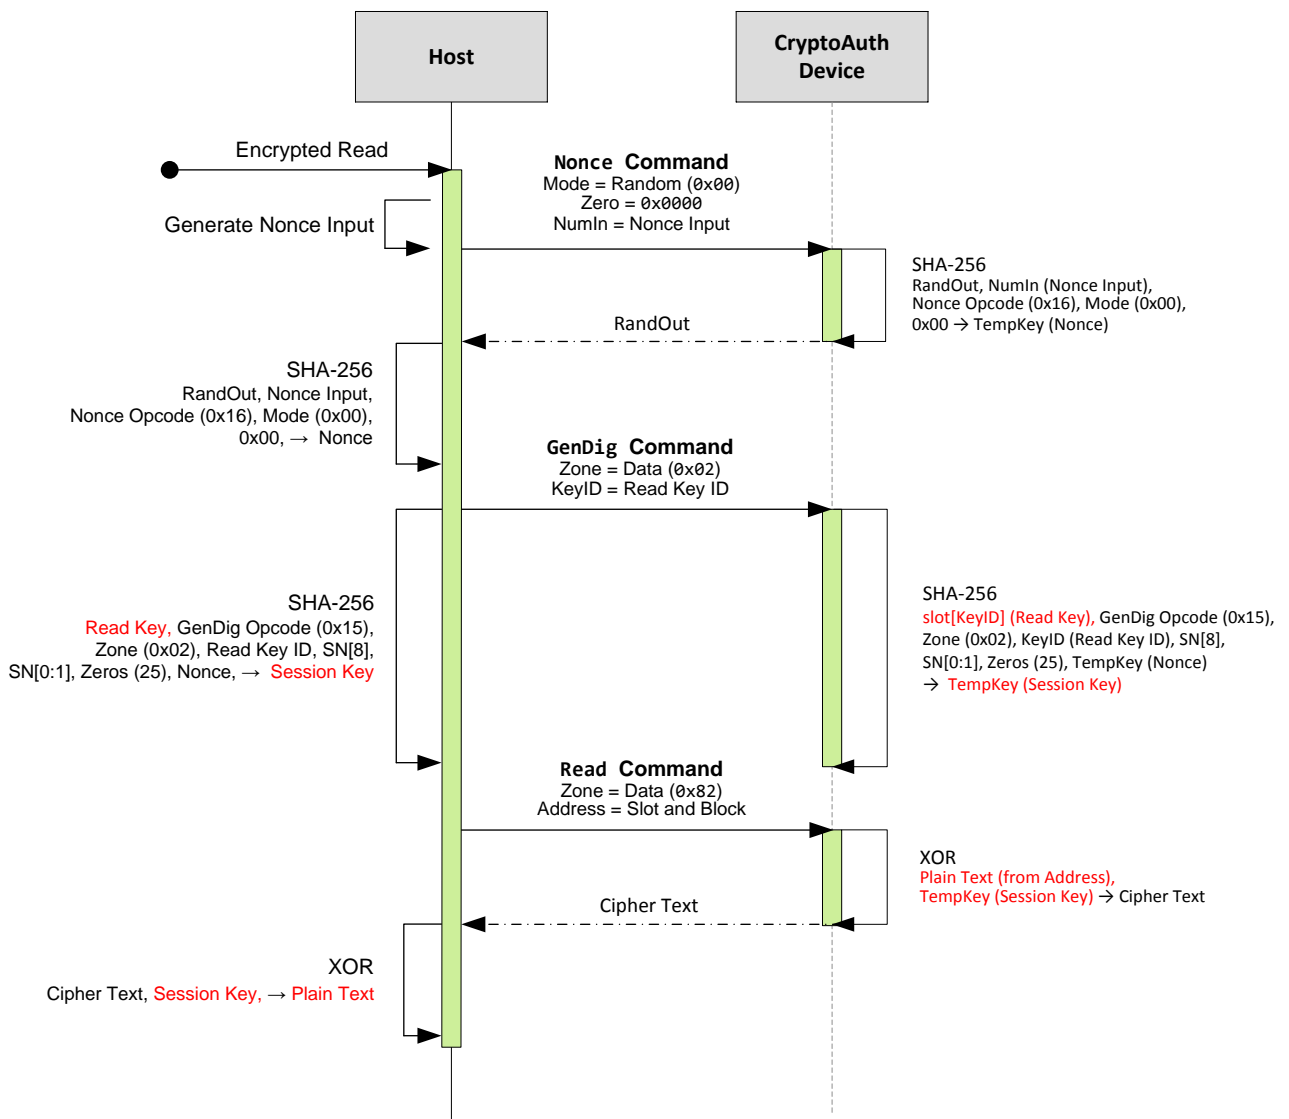 Host
CryptoAuth
Device
Encrypted Read
Nonce Command
Mode = Random (0x00)
Zero = 0x0000
NumIn = Nonce Input
Generate Nonce Input
SHA-256
RandOut, NumIn (Nonce Input),
Nonce Opcode (0x16), Mode (0x00),
0x00 → TempKey (Nonce)
RandOut
SHA-256
RandOut, Nonce Input,
Nonce Opcode (0x16), Mode (0x00),
0x00, → Nonce
GenDig Command
Zone = Data (0x02)
KeyID = Read Key ID
SHA-256
Read Key, GenDig Opcode (0x15),
Zone (0x02), Read Key ID, SN[8],
SN[0:1], Zeros (25), Nonce, → Session Key
SHA-256
slot[KeyID] (Read Key), GenDig Opcode (0x15),
Zone (0x02), KeyID (Read Key ID), SN[8],
SN[0:1], Zeros (25), TempKey (Nonce)
→ TempKey (Session Key)
Read Command
Zone = Data (0x82)
Address = Slot and Block
XOR
Plain Text (from Address),
TempKey (Session Key) → Cipher Text
Cipher Text
XOR
Cipher Text, Session Key, → Plain Text